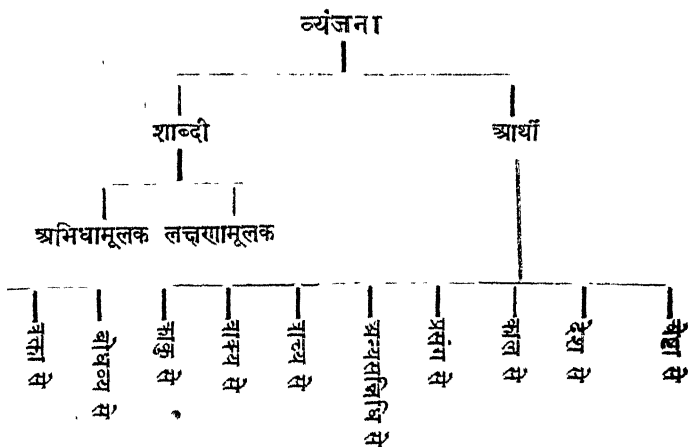 व्यंजना
शाब्दी
आर्थी
अभिधामूलक
लक्षणामूलक
वक्ता से
बोधव्य से
काकु से
वाक्य से
वाच्य से
अन्यसन्निधि से
प्रसंग से
काल से
देश से
चेष्टा से